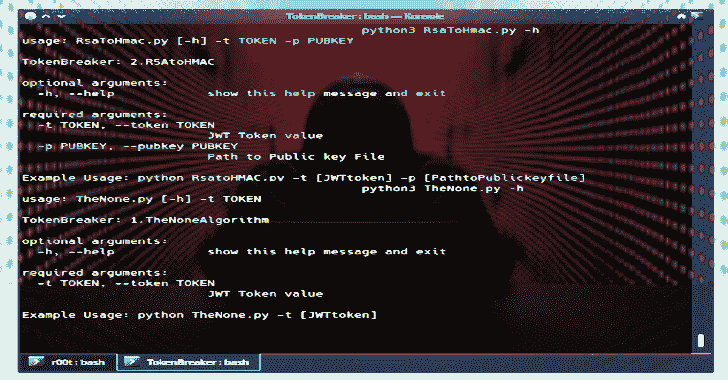 TokenBreaker : bash — Konsole
python3 RsaToHmac.py -h
usage: RsaToHmac.py [-h] -t TOKEN -p PUBKEY
TokenBreaker: 2.RSAtoHMAC
optional arguments:
-h, --help show this help message and exit
required arguments:
-t TOKEN, --token TOKEN
JWT Token value
-p PUBKEY, --pubkey PUBKEY
Path to Public key File
Example Usage: python RsatoHMAC.py -t [JWTtoken] -p [PathtoPublickeyfile]
python3 TheNone.py -h
usage: TheNone.py [-h] -t TOKEN
TokenBreaker: 1.TheNoneAlgorithm
optional arguments:
-h, --help show this help message and exit
required arguments:
-t TOKEN, --token TOKEN
JWT Token value
Example Usage: python TheNone.py -t [JWTtoken]
r00t : bash TokenBreaker : bash